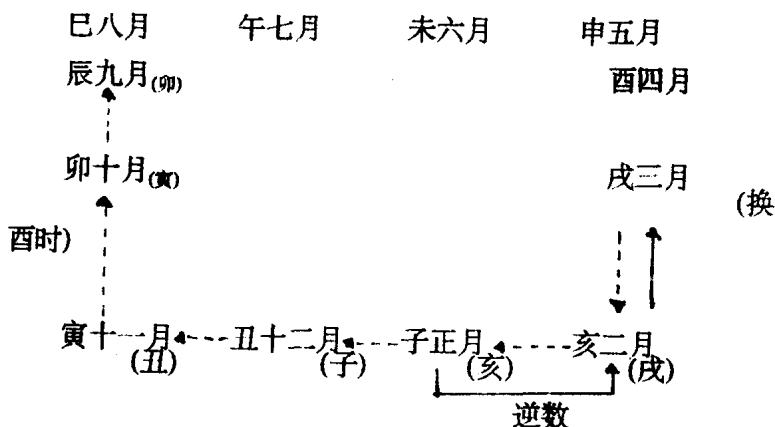 巳八月 午七月 未六月 申五月
辰九月(卯) 酉四月
卯十月(寅) 戌三月
(换
酉时)
寅十一月(丑) 丑十二月(子) 子正月(亥) 亥二月(戌)
逆数